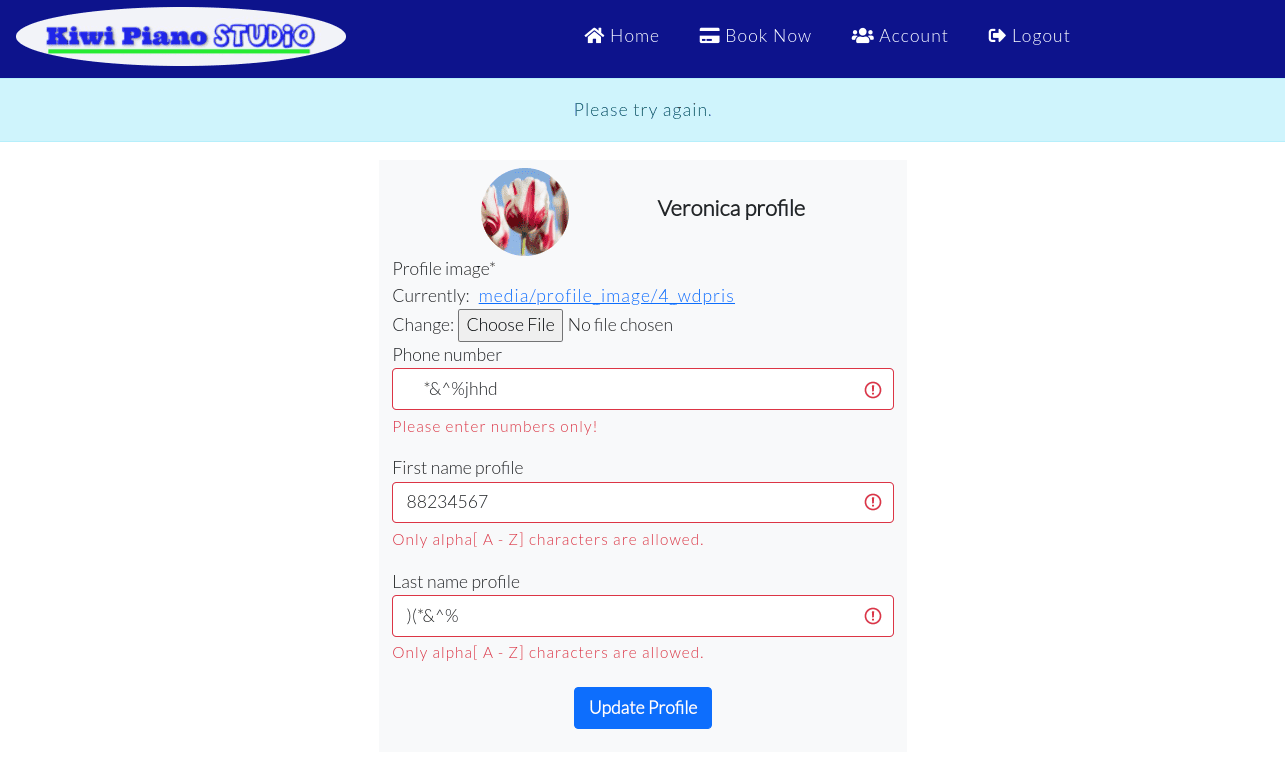 Kiwi Piano STUDiO
Home Book Now Account Logout
Please try again.
Veronica profile
Profile image*
Currently: media/profile_image/4_wdpris
Change: Choose File No file chosen
Phone number
*&^%jhhd
Please enter numbers only!
First name profile
88234567
Only alpha[ A - Z] characters are allowed.
Last name profile
)(*&^%
Only alpha[ A - Z] characters are allowed.
Update Profile